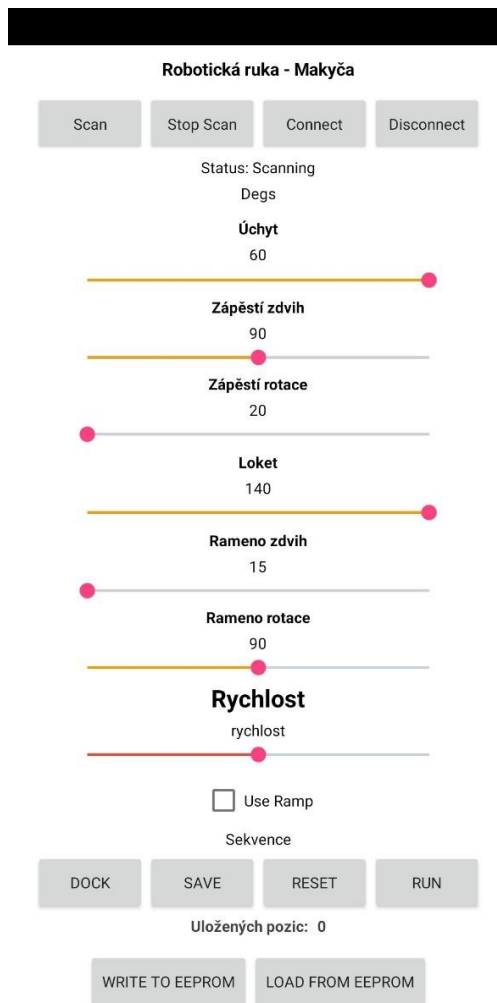 Robotická ruka - Makyča
Scan Stop Scan Connect Disconnect
Status: Scanning
Degs
Úchyt
60
Zápěstí zdvih
90
Zápěstí rotace
20
Loket
140
Rameno zdvih
15
Rameno rotace
90
Rychlost
rychlost
Use Ramp
Sekvence
DOCK SAVE RESET RUN
Uložených pozic: 0
WRITE TO EEPROM LOAD FROM EEPROM